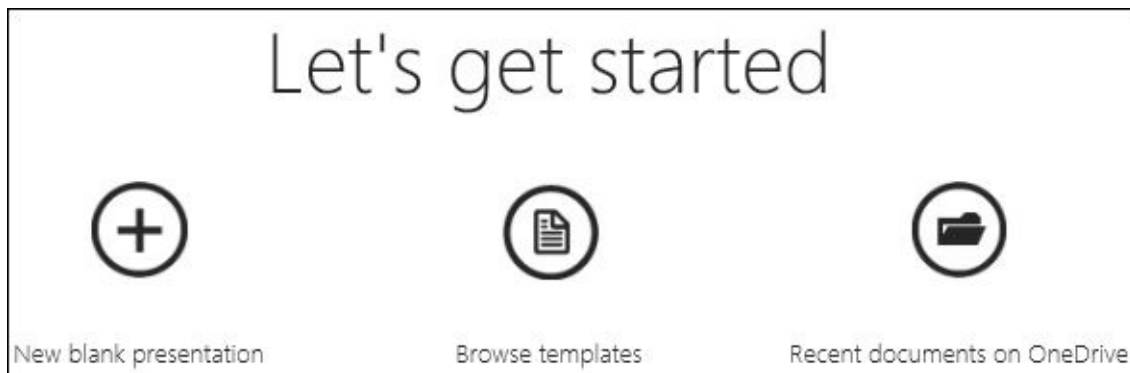 Let's get started
New blank presentation
Browse templates
Recent documents on OneDrive